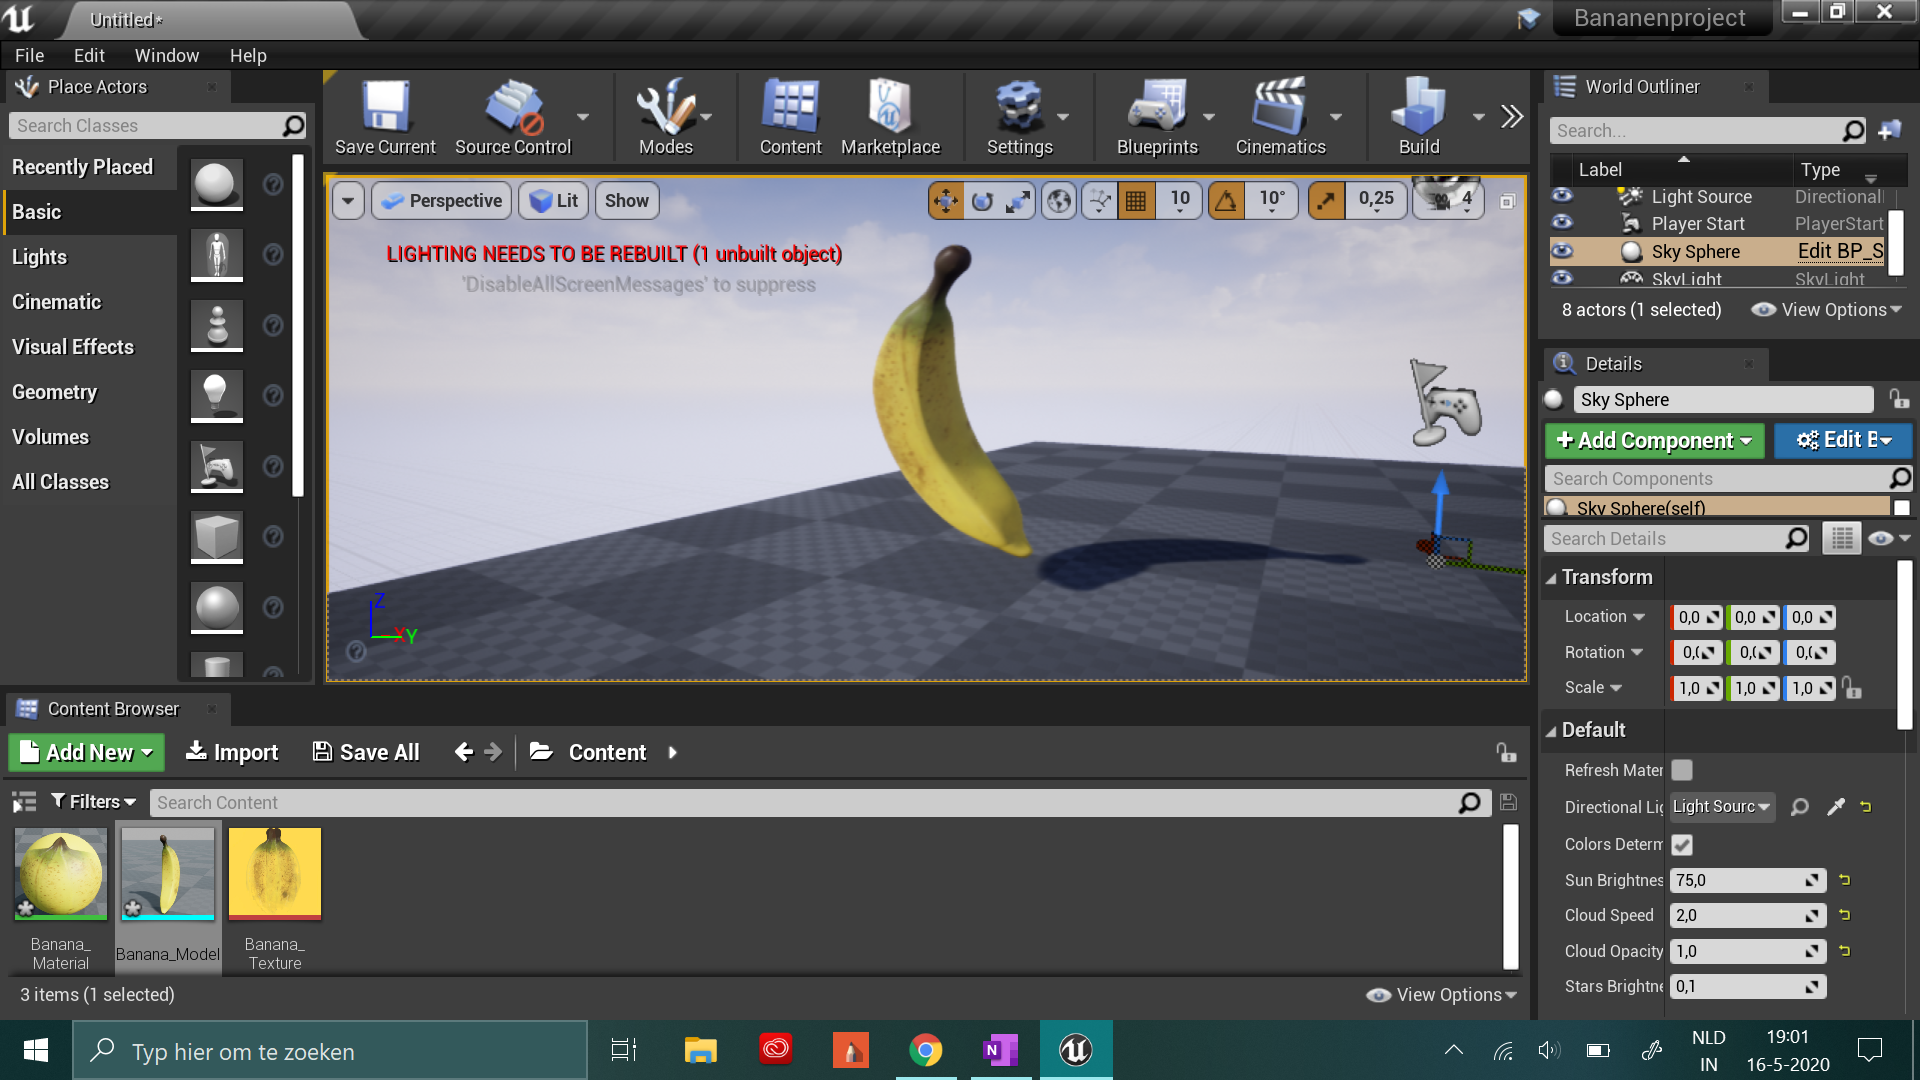 Untitled*
Bananenproject
File Edit Window Help
Place Actors
Search Classes
Recently Placed
Basic
Lights
Cinematic
Visual Effects
Geometry
Volumes
All Classes
Save Current Source Control Modes Content Marketplace Settings Blueprints Cinematics Build
Perspective Lit Show 10 10° 0,25 4
LIGHTING NEEDS TO BE REBUILT (1 unbuilt object)
'DisableAllScreenMessages' to suppress
Z
X Y
World Outliner
Search...
Label Type
Light Source Directional
Player Start PlayerStart
Sky Sphere Edit BP_S
SkyLight SkyLight
8 actors (1 selected) View Options
Details
Sky Sphere
+Add Component Edit B
Search Components
Sky Sphere(self)
Search Details
Transform
Location 0,0 0,0 0,0
Rotation 0,0 0,0 0,0
Scale 1,0 1,0 1,0
Default
Refresh Mater
Directional Lig Light Sourc
Colors Determ
Sun Brightnes 75,0
Cloud Speed 2,0
Cloud Opacity 1,0
Stars Brightne 0,1
Content Browser
Add New Import Save All Content
Filters Search Content
Banana_
Material
Banana_Model
Banana_
Texture
3 items (1 selected) View Options
Typ hier om te zoeken
N
NLD
IN
19:01
16-5-2020